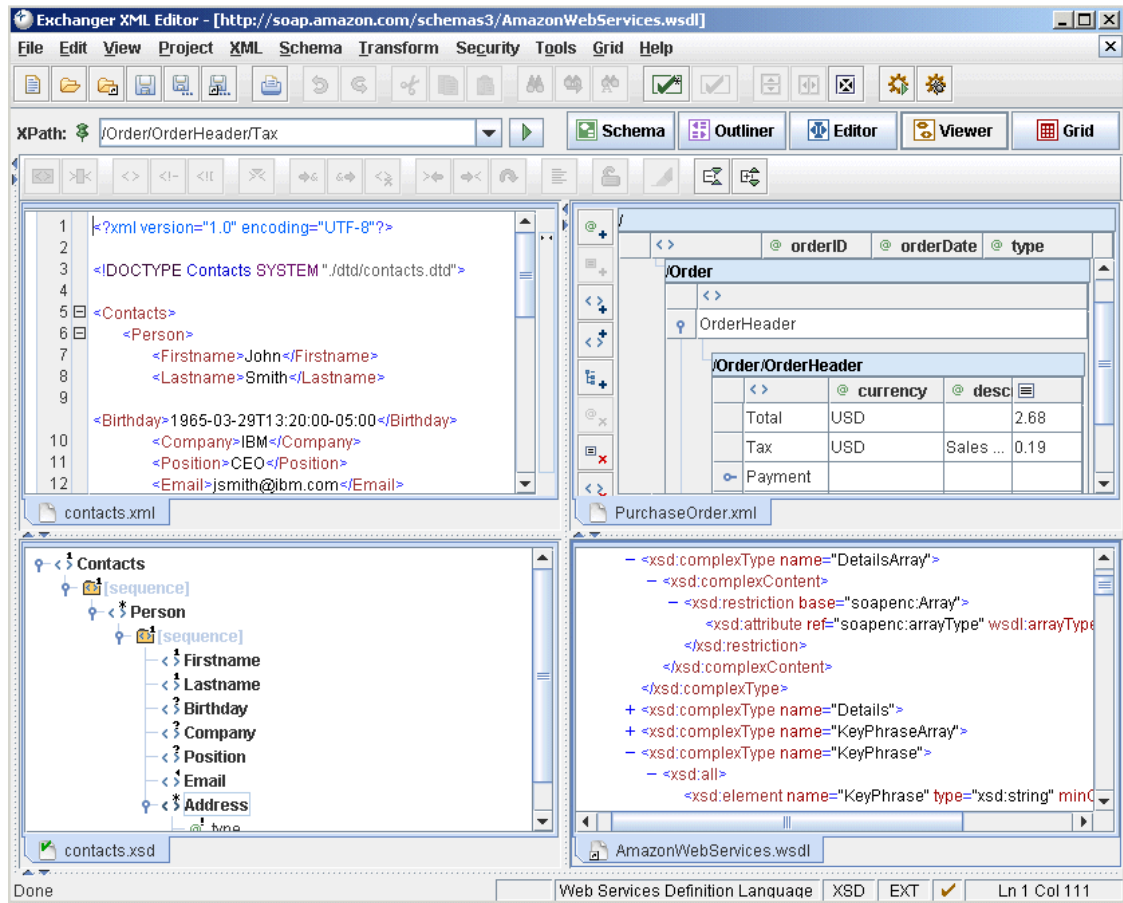 Exchanger XML Editor - [http://soap.amazon.com/schemas3/AmazonWebServices.wsdl]
File Edit View Project XML Schema Transform Security Tools Grid Help
XPath: /Order/OrderHeader/Tax
Schema Outliner Editor Viewer Grid
1 <?xml version="1.0" encoding="UTF-8"?>
2
3 <!DOCTYPE Contacts SYSTEM "./dtd/contacts.dtd">
4
5 <Contacts>
6 <Person>
7 <Firstname>John</Firstname>
8 <Lastname>Smith</Lastname>
9
<Birthday>1965-03-29T13:20:00-05:00</Birthday>
10 <Company>IBM</Company>
11 <Position>CEO</Position>
12 <Email>jsmith@ibm.com</Email>
contacts.xml
/
<> @ orderID @ orderDate @ type
/Order
<>
OrderHeader
/Order/OrderHeader
<> @ currency @ desc
Total USD 2.68
Tax USD Sales ... 0.19
Payment
PurchaseOrder.xml
Contacts
[sequence]
Person
[sequence]
Firstname
Lastname
Birthday
Company
Position
Email
Address
type
contacts.xsd
- <xsd:complexType name="DetailsArray">
- <xsd:complexContent>
- <xsd:restriction base="soapenc:Array">
<xsd:attribute ref="soapenc:arrayType" wsdl:arrayType
</xsd:restriction>
</xsd:complexContent>
</xsd:complexType>
+ <xsd:complexType name="Details">
+ <xsd:complexType name="KeyPhraseArray">
- <xsd:complexType name="KeyPhrase">
- <xsd:all>
<xsd:element name="KeyPhrase" type="xsd:string" minO
AmazonWebServices.wsdl
Done Web Services Definition Language XSD EXT Ln 1 Col 111